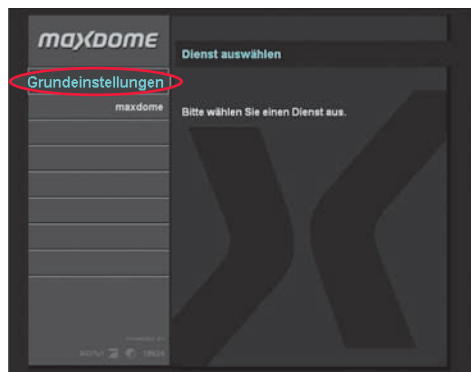 maxdome
Dienst auswählen
Grundeinstellungen
maxdome
Bitte wählen Sie einen Dienst aus.